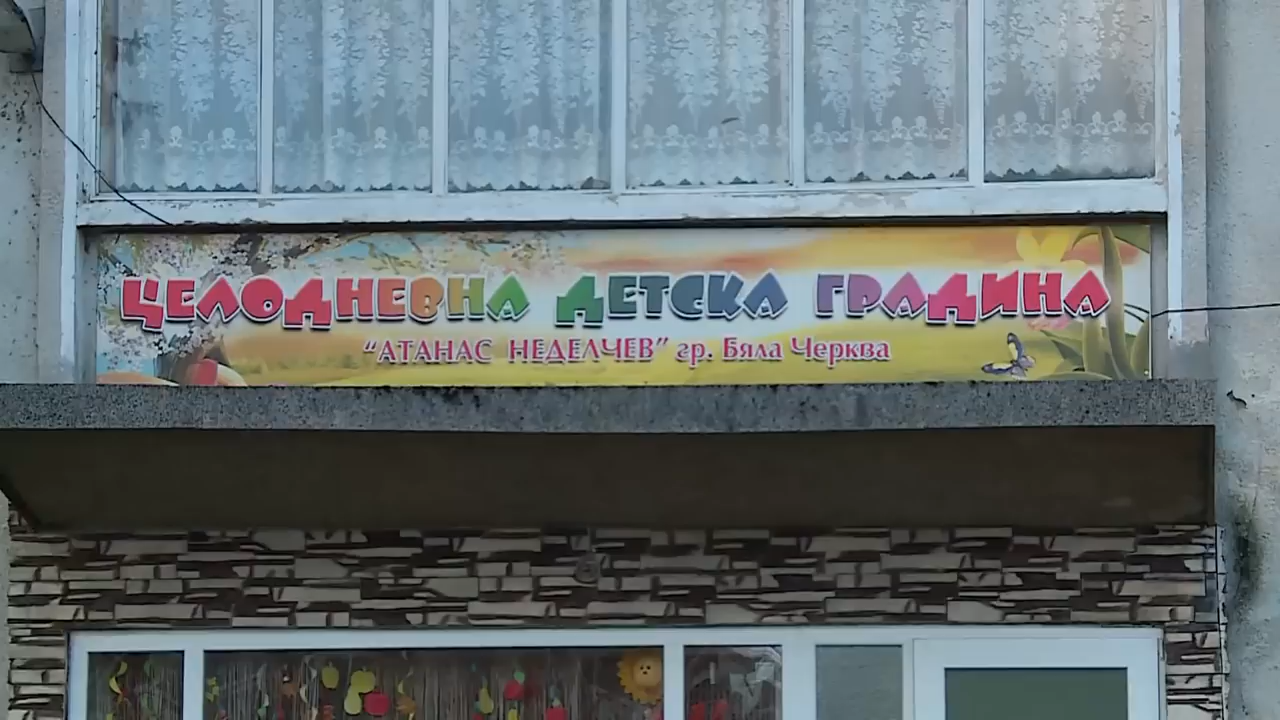 ЦЕЛОДНЕВНА ДЕТСКА ГРАДИНА
"АТАНАС НЕДЕЛЧЕВ" гр. Бяла Черква